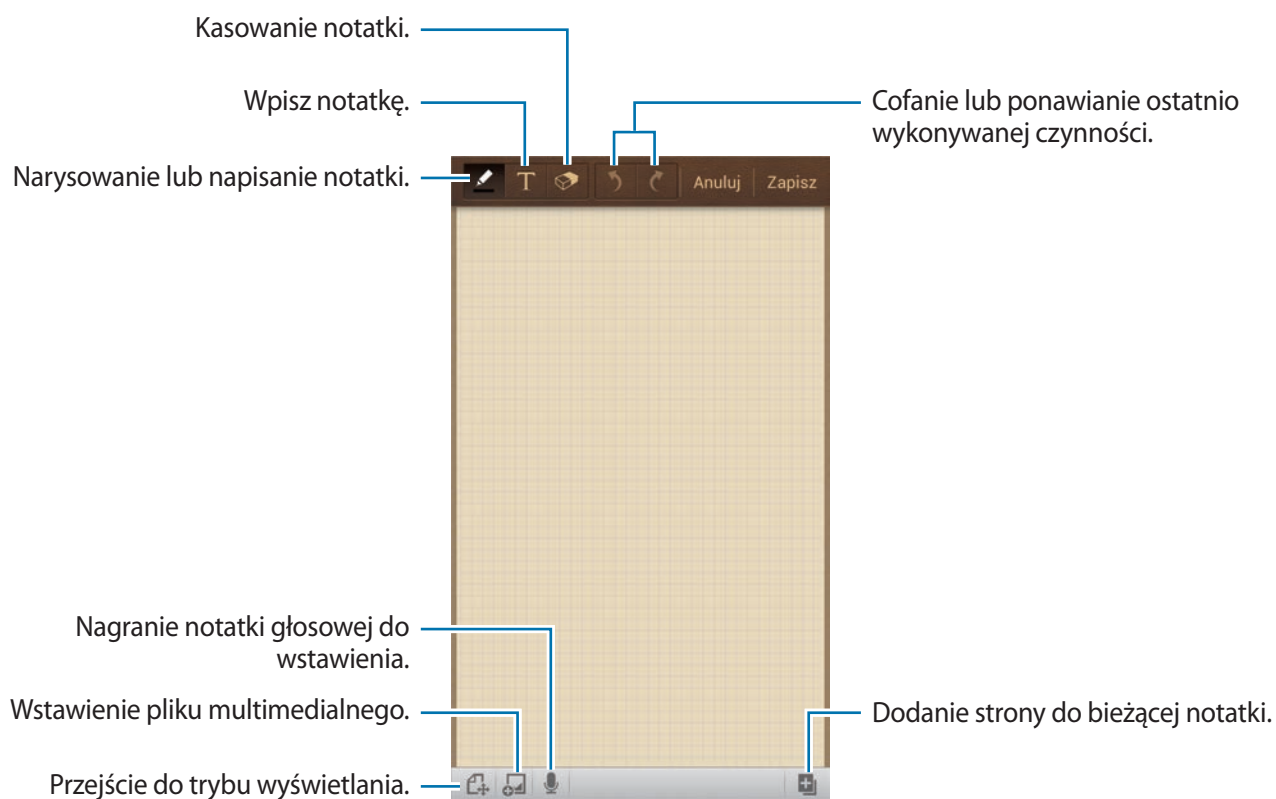 Kasowanie notatki.
Wpisz notatkę.
Cofanie lub ponawianie ostatnio
wykonywanej czynności.
Narysowanie lub napisanie notatki.
T
Anuluj
Zapisz
Nagranie notatki głosowej do
wstawienia.
Wstawienie pliku multimedialnego.
Dodanie strony do bieżącej notatki.
Przejście do trybu wyświetlania.